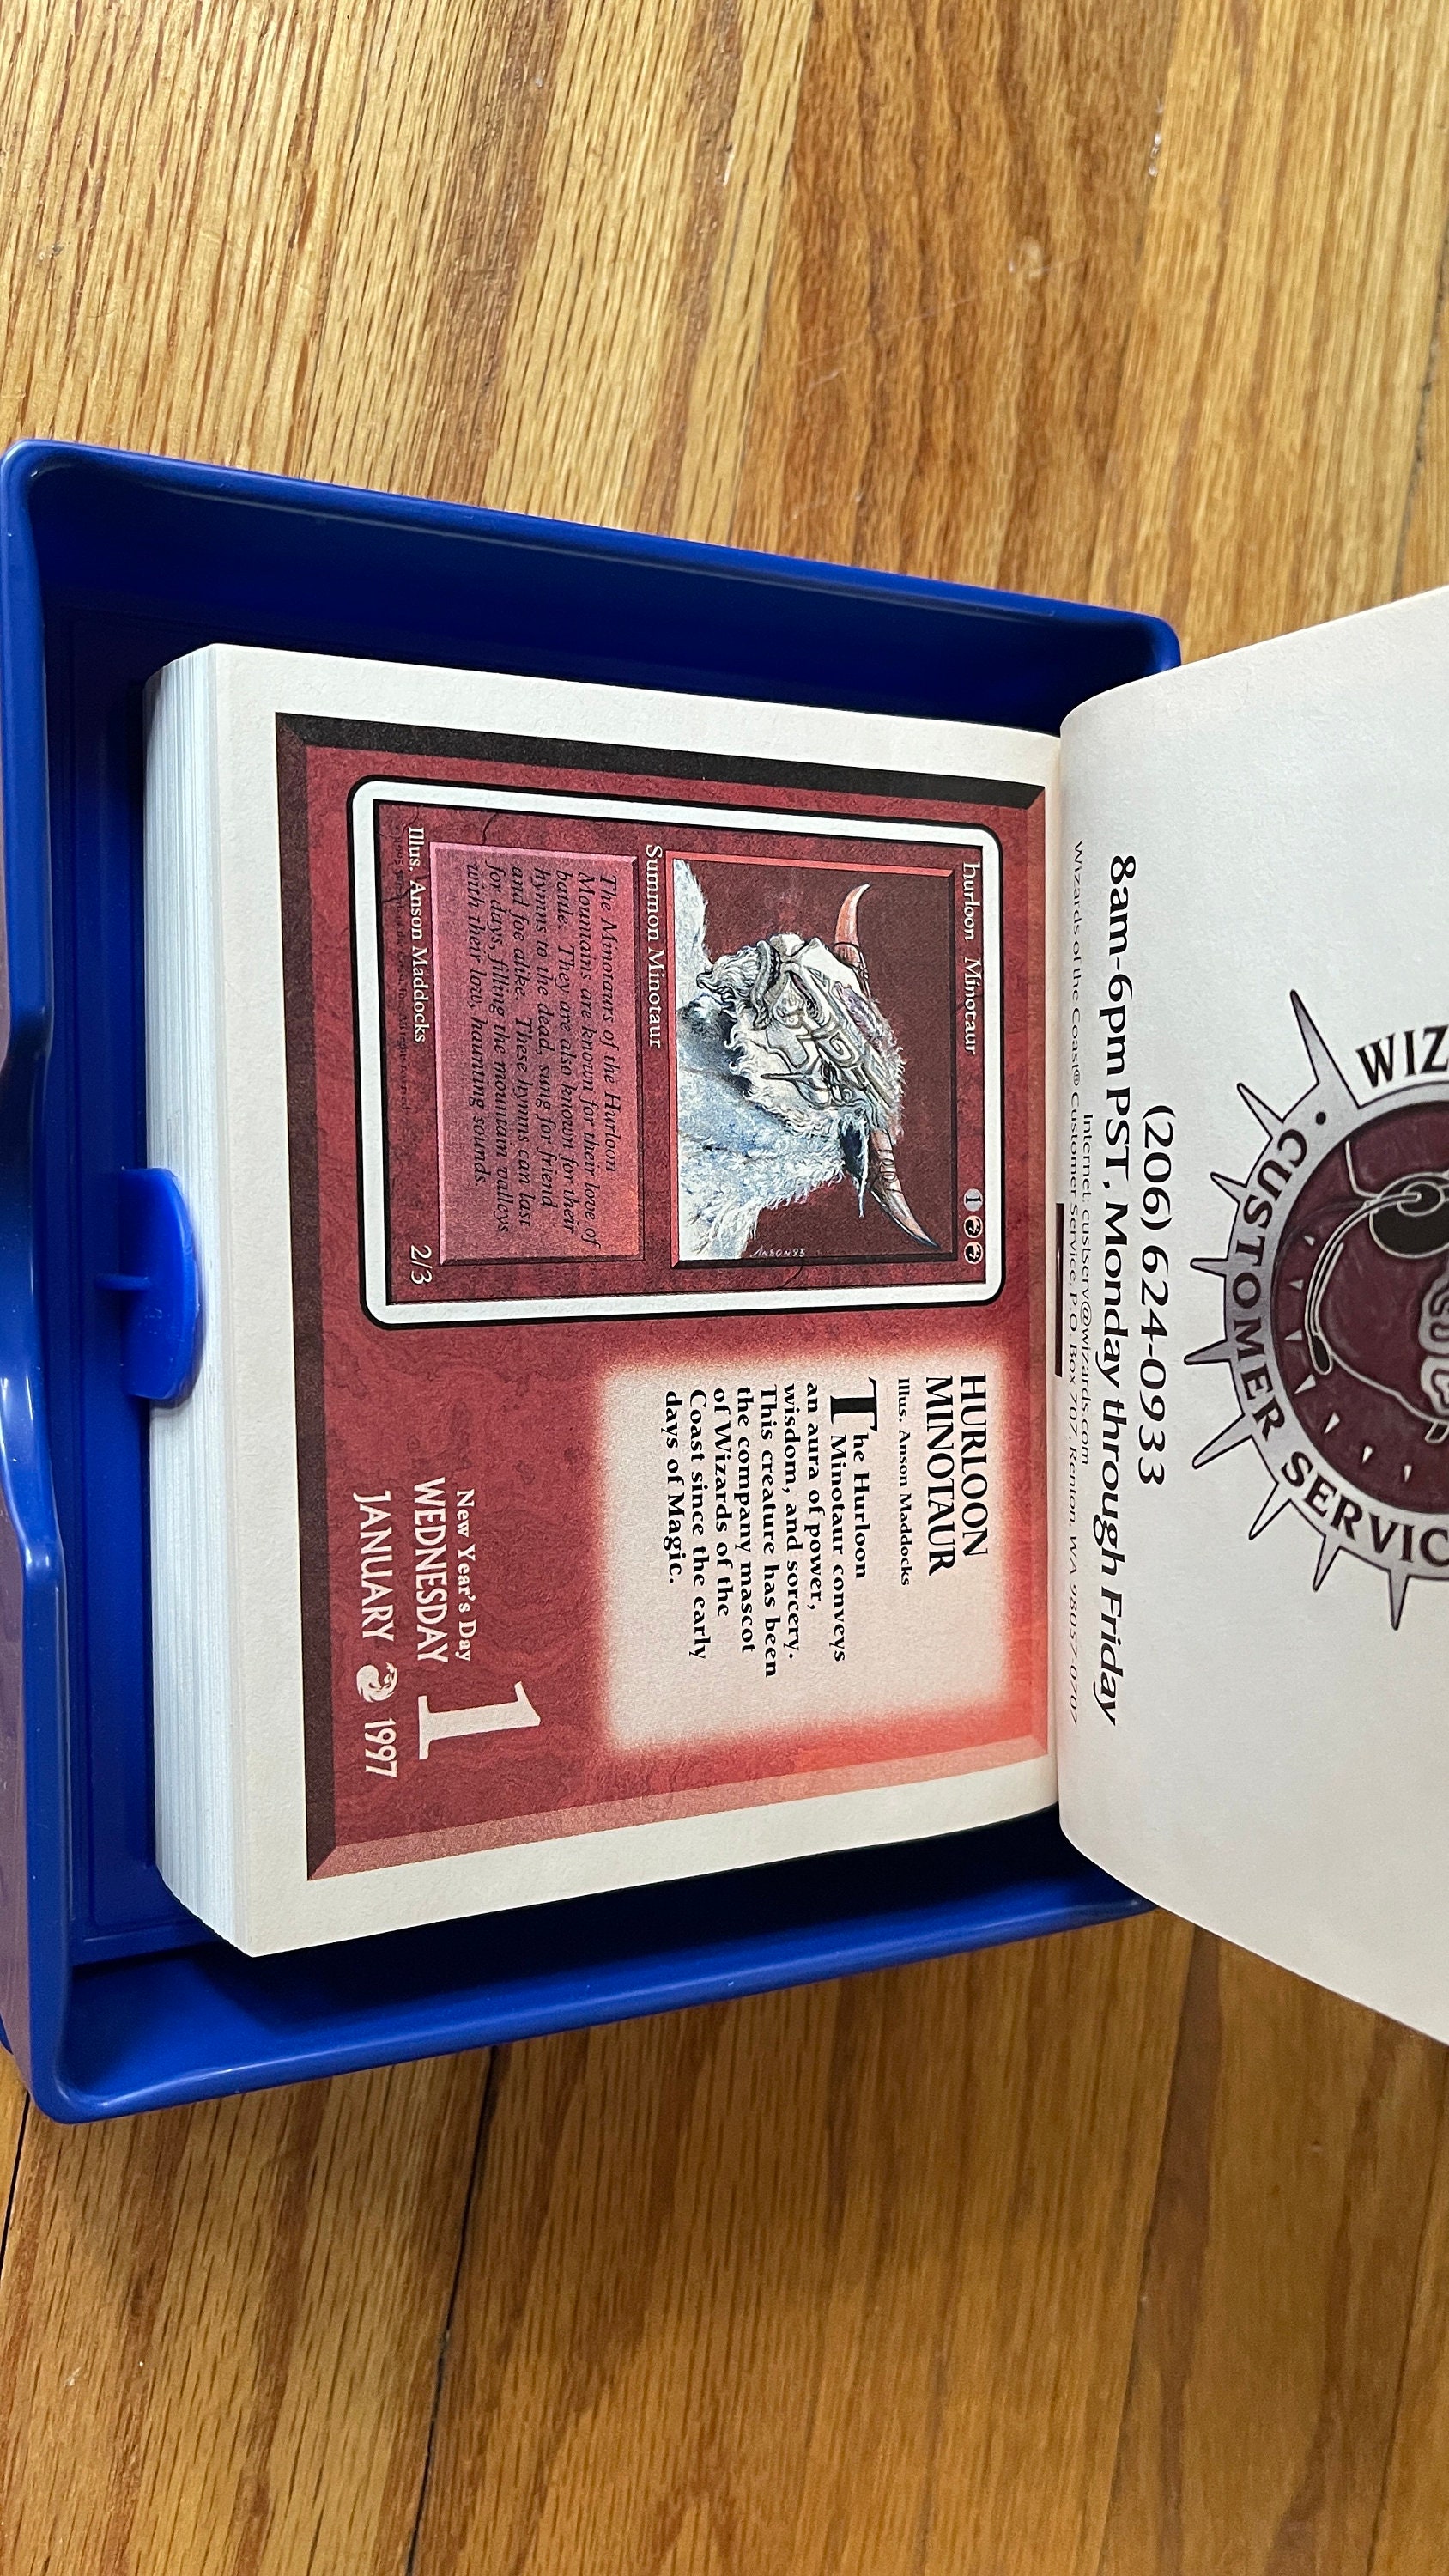 WIZ
• CUSTOMER SERVIC
(206) 624-0933
8am-6pm PST, Monday through Friday
Internet: custserv@wizards.com
Wizards of the Coast® Customer Service, P.O. Box 707, Renton, WA 98057-0707
Hurloon Minotaur 1
ANSON 93
Summon Minotaur
The Minotaurs of the Hurloon
Mountains are known for their love of
battle. They are also known for their
hymns to the dead, sung for friend
and foe alike. These hymns can last
for days, filling the mountain valleys
with their low, haunting sounds.
Illus. Anson Maddocks
2/3
HURLOON
MINOTAUR
Illus. Anson Maddocks
The Hurloon
Minotaur conveys
an aura of power,
wisdom, and sorcery.
This creature has been
the company mascot
of Wizards of the
Coast since the early
days of Magic.
New Year's Day
WEDNESDAY 1
JANUARY 1997